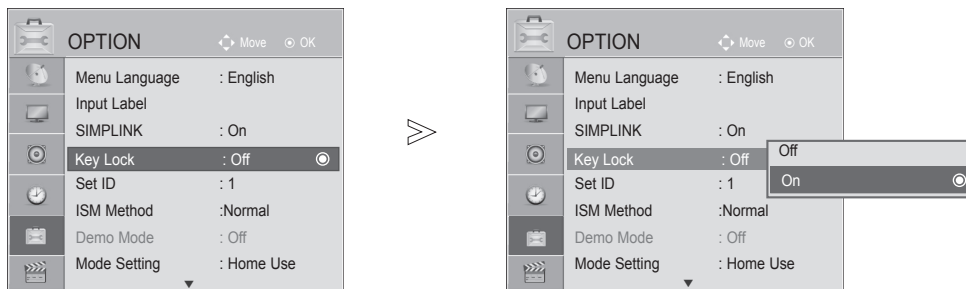 OPTION Move OK
Menu Language : English
Input Label
SIMPLINK : On
Key Lock : Off
Set ID : 1
ISM Method :Normal
Demo Mode : Off
Mode Setting : Home Use
OPTION Move OK
Menu Language : English
Input Label
SIMPLINK : On
Key Lock : Off
Set ID : 1
ISM Method :Normal
Demo Mode : Off
Mode Setting : Home Use
Off
On